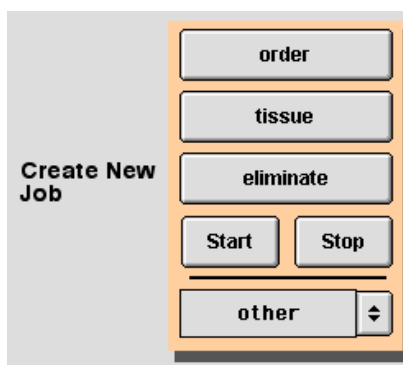 order
tissue
Create New
Job
eliminate
Start Stop
other